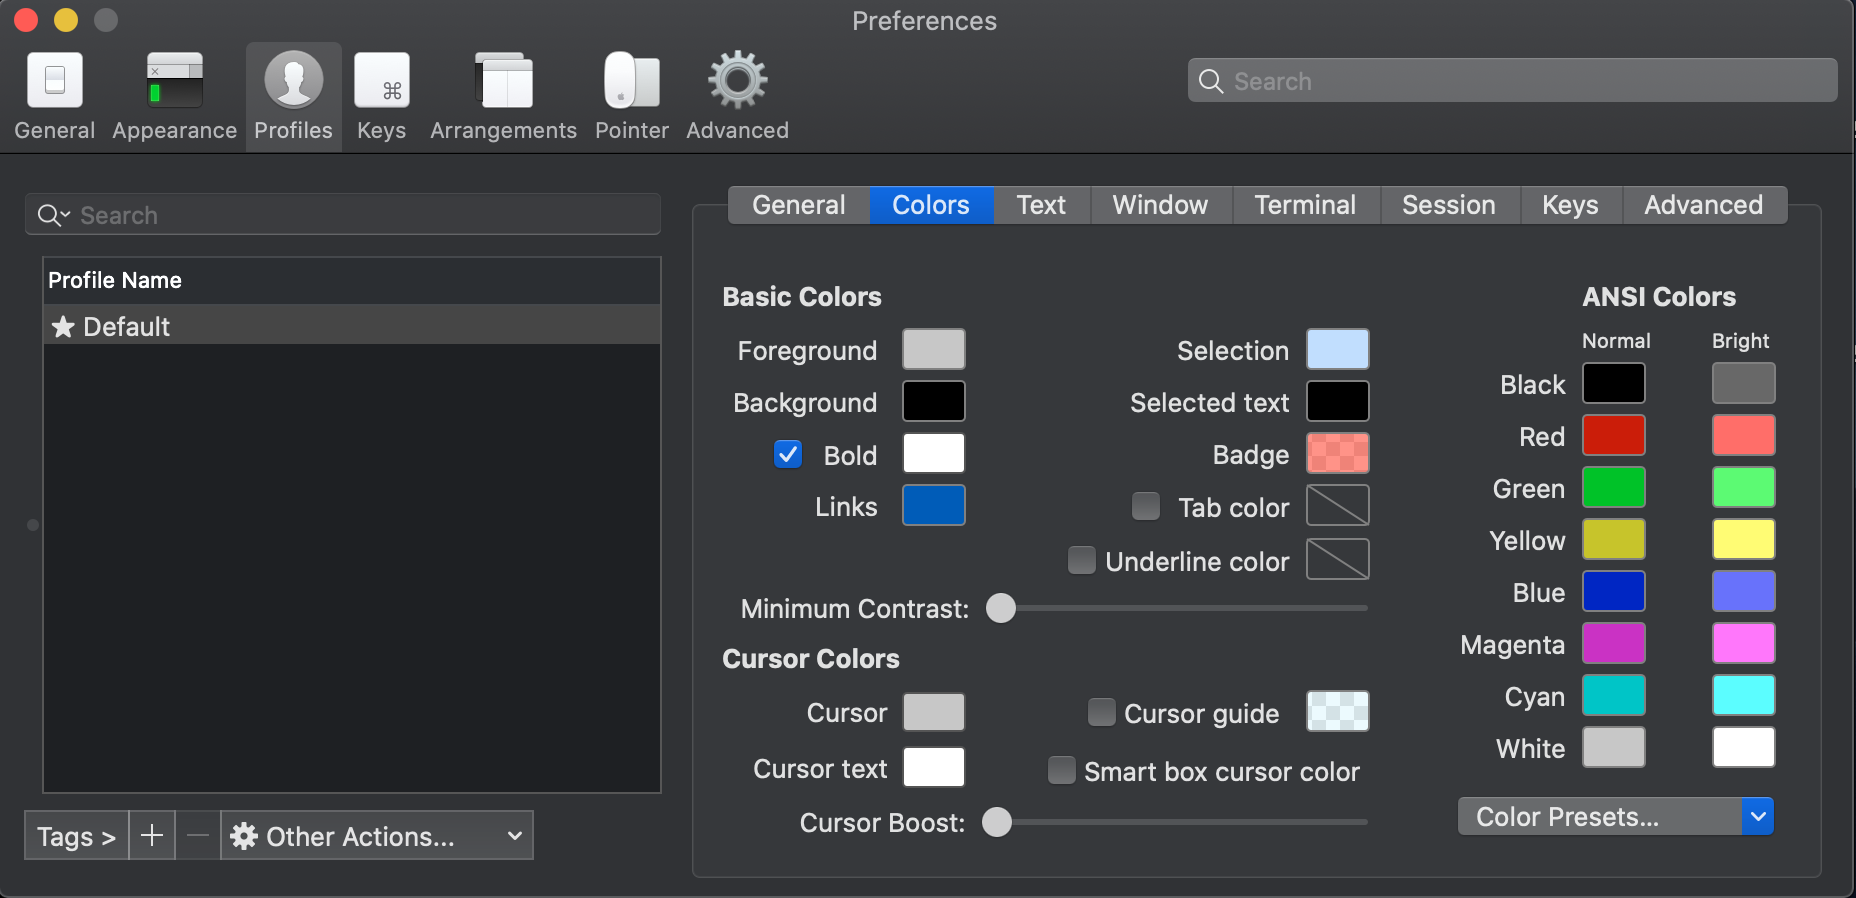 Preferences
General Appearance Profiles Keys Arrangements Pointer Advanced
Search
Search
Profile Name
Default
Tags > Other Actions...
General Colors Text Window Terminal Session Keys Advanced
Basic Colors
Foreground
Background
Bold
Links
Selection
Selected text
Badge
Tab color
Underline color
Minimum Contrast:
Cursor Colors
Cursor
Cursor text
Cursor guide
Smart box cursor color
Cursor Boost:
ANSI Colors
Normal Bright
Black
Red
Green
Yellow
Blue
Magenta
Cyan
White
Color Presets...